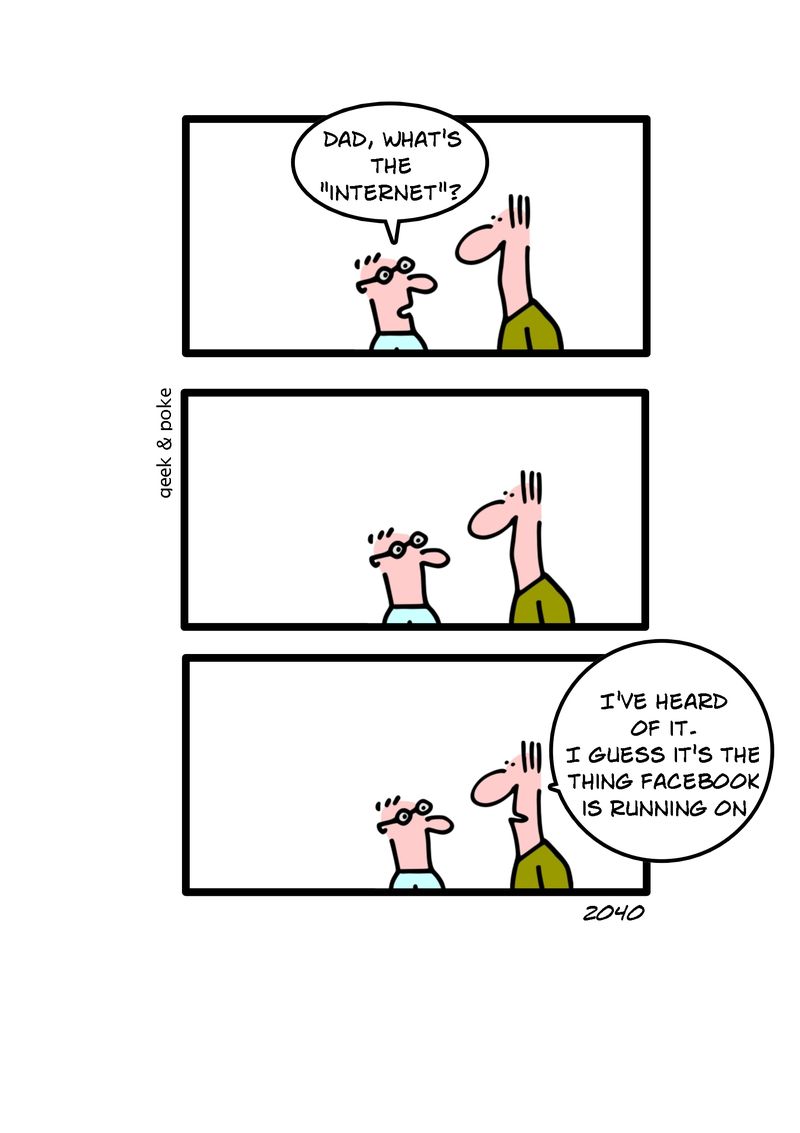 DAD, WHAT'S
THE
"INTERNET"?
geek & poke
I'VE HEARD
OF IT.
I GUESS IT'S THE
THING FACEBOOK
IS RUNNING ON
2040